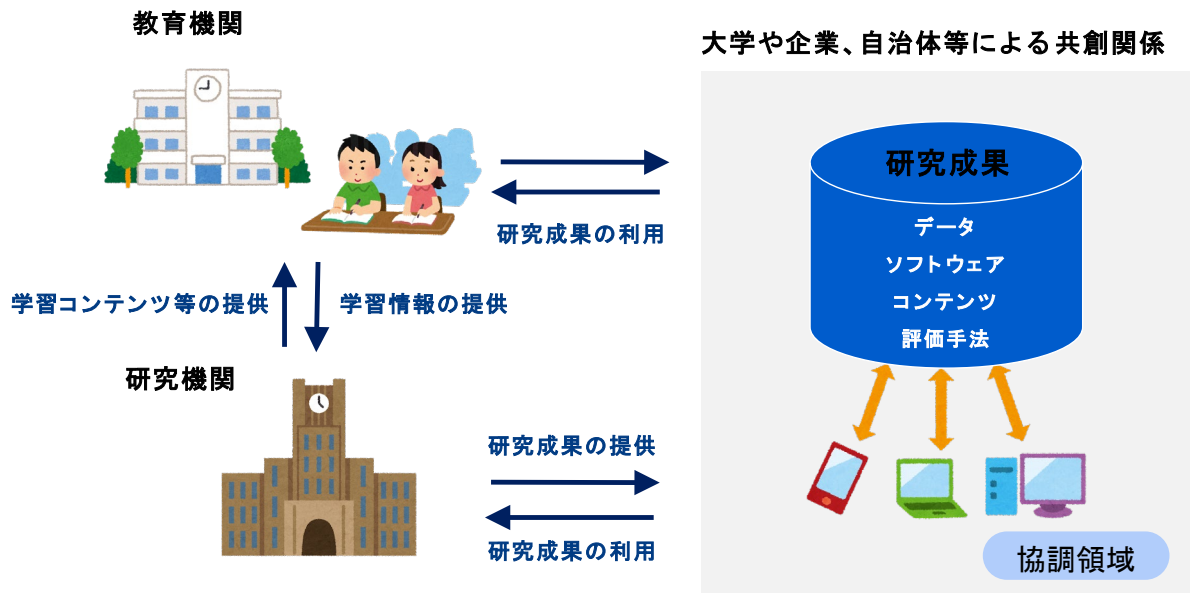 教育機関
大学や企業、自治体等による共創関係
研究成果
データ
ソフトウェア
コンテンツ
評価手法
研究成果の利用
学習コンテンツ等の提供
学習情報の提供
研究機関
研究成果の提供
研究成果の利用
協調領域